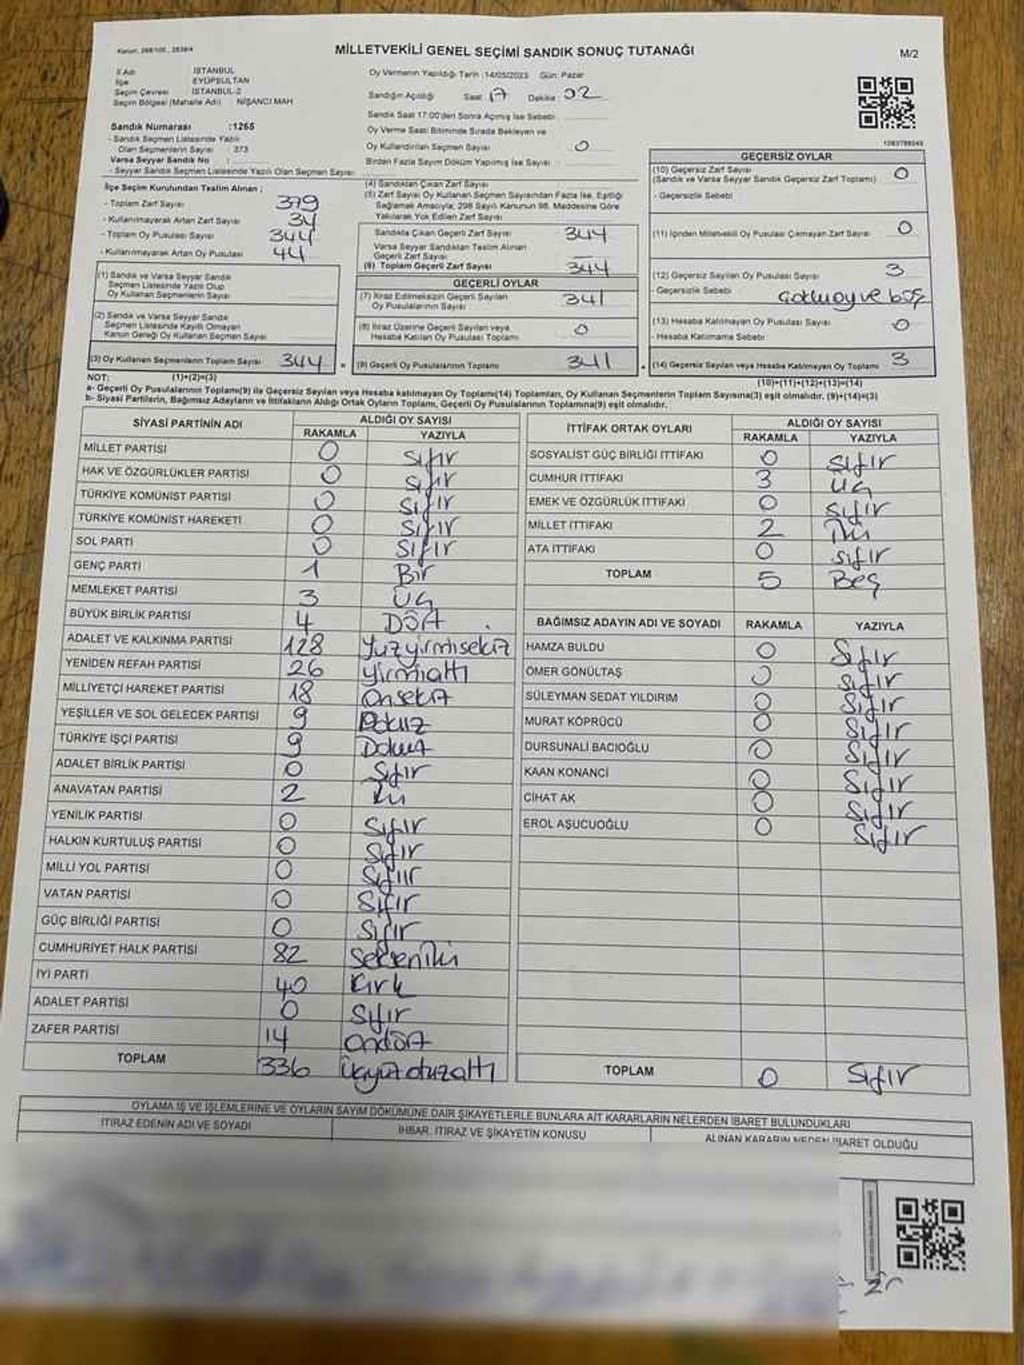 Kanun: 298/105, 2839/4
MİLLETVEKİLİ GENEL SEÇİMİ SANDIK SONUÇ TUTANAĞI
M/2
İl Adı İSTANBUL
İlçe EYÜPSULTAN
Seçim Çevresi İSTANBUL-2
Seçim Bölgesi (Mahalle Adı) NİŞANCI MAH
Sandık Numarası :1265
- Sandık Seçmen Listesinde Yazılı
Olan Seçmenlerin Sayısı : 373
Varsa Seyyar Sandık No :
- Seyyar Sandık Seçmen Listesinde Yazılı Olan Seçmen Sayısı:
Oy Vermenin Yapıldığı Tarih :14/05/2023 Gün: Pazar
Sandığın Açıldığı Saat: 17 Dakika: 02
Sandık Saat 17:00'den Sonra Açılmış İse Sebebi
Oy Verme Saati Bitiminde Sırada Bekleyen ve
Oy Kullandırılan Seçmen Sayısı 0
Birden Fazla Sayım Döküm Yapılmış İse Sayısı :
İlçe Seçim Kurulundan Teslim Alınan ;
- Toplam Zarf Sayısı 379
- Kullanılmayarak Artan Zarf Sayısı 34
- Toplam Oy Pusulası Sayısı 344
- Kullanılmayarak Artan Oy Pusulası 44
(4) Sandıktan Çıkan Zarf Sayısı
(5) Zarf Sayısı Oy Kullanan Seçmen Sayısından Fazla İse, Eşitliği
Sağlamak Amacıyla; 298 Sayılı Kanunun 98. Maddesine Göre
Yakılarak Yok Edilen Zarf Sayısı
Sandıkta Çıkan Geçerli Zarf Sayısı 344
Varsa Seyyar Sandıktan Teslim Alınan
Geçerli Zarf Sayısı
(6) Toplam Geçerli Zarf Sayısı 344
GEÇERSİZ OYLAR
(10) Geçersiz Zarf Sayısı
(Sandık ve Varsa Seyyar Sandık Geçersiz Zarf Toplamı) 0
- Geçersizlik Sebebi
(11) İçinden Milletvekili Oy Pusulası Çıkmayan Zarf Sayısı 0
(12) Geçersiz Sayılan Oy Pusulası Sayısı 3
- Geçersizlik Sebebi
(13) Hesaba Katılmayan Oy Pusulası Sayısı 0
- Hesaba Katılmama Sebebi
(14) Geçersiz Sayılan veya Hesaba Katılmayan Oy Toplamı 3
(10)+(11)+(12)+(13)=(14)
(1) Sandık ve Varsa Seyyar Sandık
Seçmen Listesinde Yazılı Olup
Oy Kullanan Seçmenlerin Sayısı
(2) Sandık ve Varsa Seyyar Sandık
Seçmen Listesinde Kayıtlı Olmayan
Kanun Gereği Oy Kullanan Seçmen Sayısı
(3) Oy Kullanan Seçmenlerin Toplam Sayısı 344
(1)+(2)=(3)
GEÇERLİ OYLAR
(7) İtiraz Edilmeksizin Geçerli Sayılan
Oy Pusulalarının Sayısı 341
(8) İtiraz Üzerine Geçerli Sayılan veya
Hesaba Katılan Oy Pusulası Toplamı 0
(9) Geçerli Oy Pusulalarının Toplamı 341
NOT:
a- Geçerli Oy Pusulalarının Toplamı(9) ile Geçersiz Sayılan veya Hesaba katılmayan Oy Toplamı(14) Toplamları, Oy Kullanan Seçmenlerin Toplam Sayısına(3) eşit olmalıdır. (9)+(14)=(3)
b- Siyasi Partilerin, Bağımsız Adayların ve İttifakların Aldığı Ortak Oyların Toplamı, Geçerli Oy Pusulalarının Toplamına(9) eşit olmalıdır.
SİYASİ PARTİNİN ADI ALDIĞI OY SAYISI
RAKAMLA YAZIYLA
MİLLET PARTİSİ 0 Sıfır
HAK VE ÖZGÜRLÜKLER PARTİSİ 0 Sıfır
TÜRKİYE KOMÜNİST PARTİSİ 0 Sıfır
TÜRKİYE KOMÜNİST HAREKETİ 0 Sıfır
SOL PARTİ 0 Sıfır
GENÇ PARTİ 1 Bir
MEMLEKET PARTİSİ 3 Üç
BÜYÜK BİRLİK PARTİSİ 4 Dört
ADALET VE KALKINMA PARTİSİ 128 Yüzyirmisekiz
YENİDEN REFAH PARTİSİ 26 yirmialtı
MİLLİYETÇİ HAREKET PARTİSİ 18 Onsekiz
YEŞİLLER VE SOL GELECEK PARTİSİ 9 Dokuz
TÜRKİYE İŞÇİ PARTİSİ 9 Dokuz
ADALET BİRLİK PARTİSİ 0 Sıfır
ANAVATAN PARTİSİ 2 İki
YENİLİK PARTİSİ 0 Sıfır
HALKIN KURTULUŞ PARTİSİ 0 Sıfır
MİLLİ YOL PARTİSİ 0 Sıfır
VATAN PARTİSİ 0 Sıfır
GÜÇ BİRLİĞİ PARTİSİ 0 Sıfır
CUMHURİYET HALK PARTİSİ 82 Sekseniki
İYİ PARTİ 40 Kırk
ADALET PARTİSİ 0 Sıfır
ZAFER PARTİSİ 14 Ondört
TOPLAM 336 Üçyüzotuzaltı
İTTİFAK ORTAK OYLARI ALDIĞI OY SAYISI
RAKAMLA YAZIYLA
SOSYALİST GÜÇ BİRLİĞİ İTTİFAKI 0 Sıfır
CUMHUR İTTİFAKI 3 Üç
EMEK VE ÖZGÜRLÜK İTTİFAKI 0 Sıfır
MİLLET İTTİFAKI 2 İki
ATA İTTİFAKI 0 sıfır
TOPLAM 5 Beş
BAĞIMSIZ ADAYIN ADI VE SOYADI RAKAMLA YAZIYLA
HAMZA BULDU 0 Sıfır
ÖMER GÖNÜLTAŞ 0 Sıfır
SÜLEYMAN SEDAT YILDIRIM 0 Sıfır
MURAT KÖPRÜCÜ 0 Sıfır
DURSUNALİ BACIOĞLU 0 Sıfır
KAAN KONANCİ 0 Sıfır
CİHAT AK 0 Sıfır
EROL AŞUCUOĞLU 0 Sıfır
TOPLAM 0 Sıfır
OYLAMA İŞ VE İŞLEMLERİNE VE OYLARIN SAYIM DÖKÜMÜNE DAİR ŞİKAYETLERLE BUNLARA AİT KARARLARIN NELERDEN İBARET BULUNDUKLARI
İTİRAZ EDENİN ADI VE SOYADI İHBAR, İTİRAZ VE ŞİKAYETİN KONUSU ALINAN KARARIN NEDEN İBARET OLDUĞU